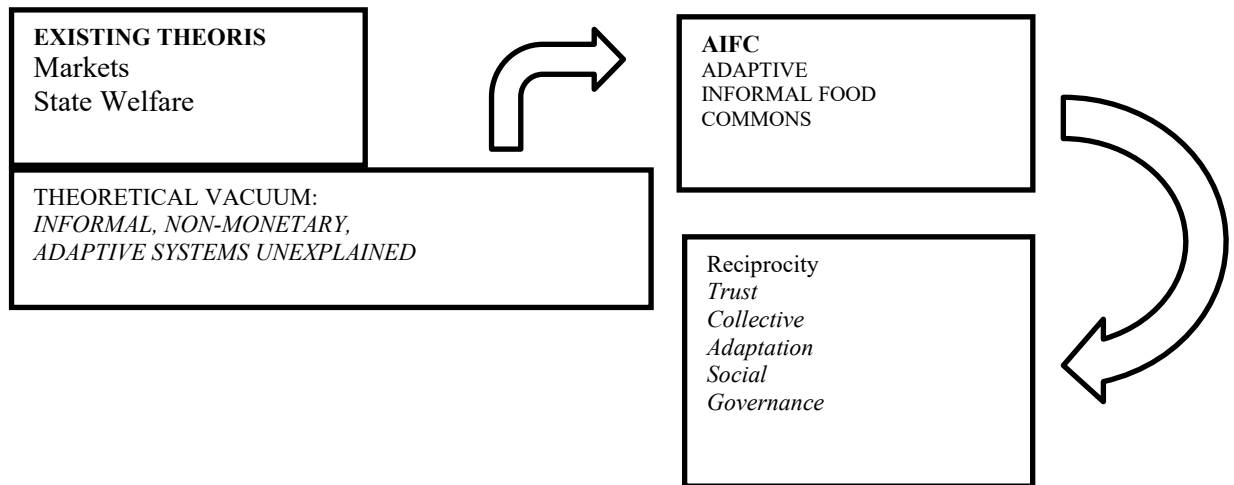 EXISTING THEORIS
Markets
State Welfare
THEORETICAL VACUUM:
INFORMAL, NON-MONETARY,
ADAPTIVE SYSTEMS UNEXPLAINED
AIFC
ADAPTIVE
INFORMAL FOOD
COMMONS
Reciprocity
Trust
Collective
Adaptation
Social
Governance